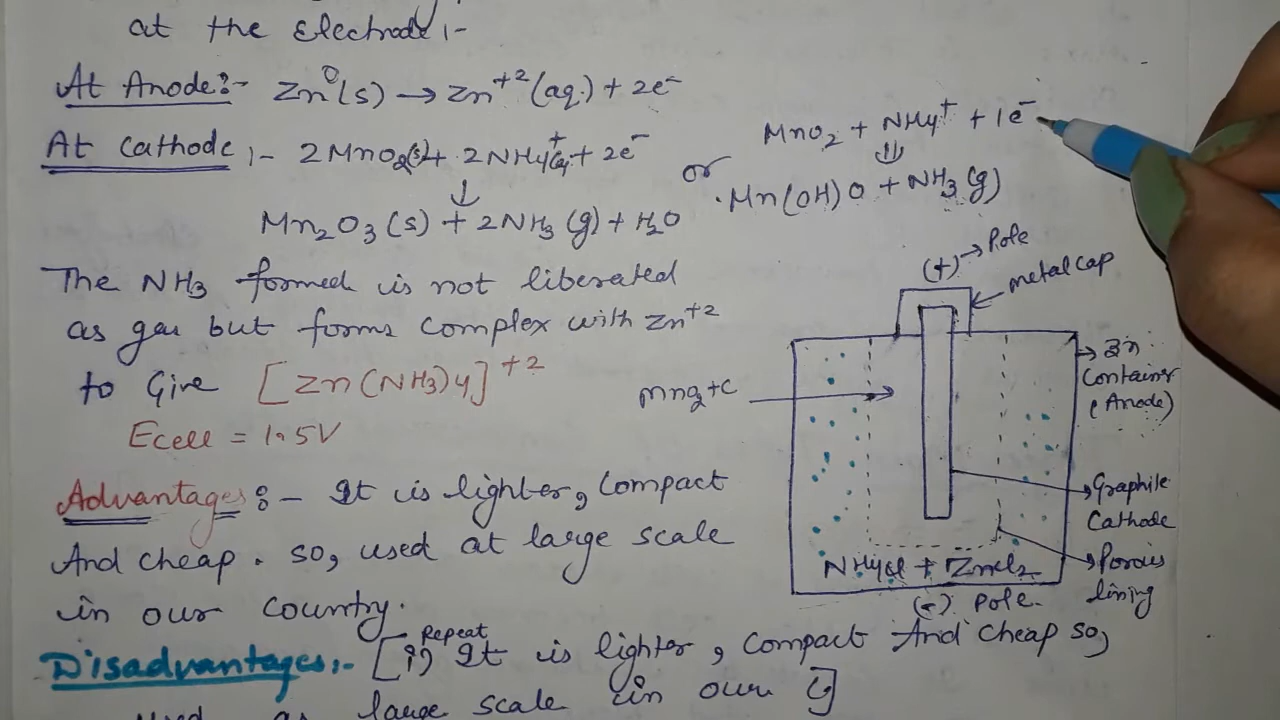 at the Electrode :-
At Anode :- Zn⁰(s) → Zn⁺²(aq) + 2e⁻
At Cathode :- 2MnO₂(s) + 2NH₄⁺(aq) + 2e⁻
↓
Mn₂O₃(s) + 2NH₃(g) + H₂O
or
MnO₂ + NH₄⁺ + 1e⁻
⇓
Mn(OH)O + NH₃(g)
The NH₃ formed is not liberated
as gas but forms complex with Zn⁺²
to Give [Zn(NH₃)₄]⁺²
Ecell = 1.5V
(+) → Pole
metal cap
Zn
Container
(Anode)
MnO₂+C
Graphite
Cathode
Porous
lining
NH₄Cl + ZnCl₂
(-) Pole.
Advantages :- It is lighter, Compact
And cheap. so, used at large scale
in our country.
Repeat
Disadvantages :- [i) It is lighter, compact And cheap so,
used as large scale in our